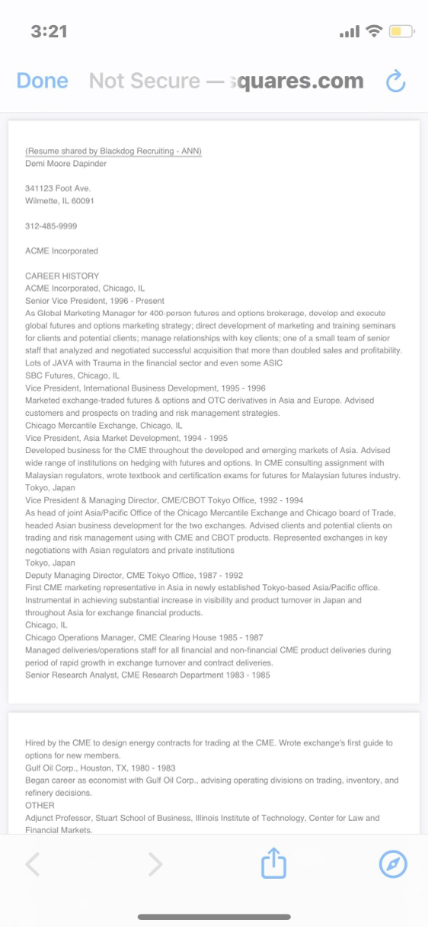 3:21
Done Not Secure — squares.com
(Resume shared by Blackdog Recruiting - ANN)
Demi Moore Dapinder
341123 Foot Ave.
Wilmette, IL 60091
312-485-9999
ACME Incorporated
CAREER HISTORY
ACME Incorporated, Chicago, IL
Senior Vice President, 1996 - Present
As Global Marketing Manager for 400-person futures and options brokerage, develop and execute
global futures and options marketing strategy; direct development of marketing and training seminars
for clients and potential clients; manage relationships with key clients; one of a small team of senior
staff that analyzed and negotiated successful acquisition that more than doubled sales and profitability.
Lots of JAVA with Trauma in the financial sector and even some ASIC
SBC Futures, Chicago, IL
Vice President, International Business Development, 1995 - 1996
Marketed exchange-traded futures & options and OTC derivatives in Asia and Europe. Advised
customers and prospects on trading and risk management strategies.
Chicago Mercantile Exchange, Chicago, IL
Vice President, Asia Market Development, 1994 - 1995
Developed business for the CME throughout the developed and emerging markets of Asia. Advised
wide range of institutions on hedging with futures and options. In CME consulting assignment with
Malaysian regulators, wrote textbook and certification exams for futures for Malaysian futures industry.
Tokyo, Japan
Vice President & Managing Director, CME/CBOT Tokyo Office, 1992 - 1994
As head of joint Asia/Pacific Office of the Chicago Mercantile Exchange and Chicago board of Trade,
headed Asian business development for the two exchanges. Advised clients and potential clients on
trading and risk management using with CME and CBOT products. Represented exchanges in key
negotiations with Asian regulators and private institutions
Tokyo, Japan
Deputy Managing Director, CME Tokyo Office, 1987 - 1992
First CME marketing representative in Asia in newly established Tokyo-based Asia/Pacific office.
Instrumental in achieving substantial increase in visibility and product turnover in Japan and
throughout Asia for exchange financial products.
Chicago, IL
Chicago Operations Manager, CME Clearing House 1985 - 1987
Managed deliveries/operations staff for all financial and non-financial CME product deliveries during
period of rapid growth in exchange turnover and contract deliveries.
Senior Research Analyst, CME Research Department 1983 - 1985
Hired by the CME to design energy contracts for trading at the CME. Wrote exchange's first guide to
options for new members.
Gulf Oil Corp., Houston, TX, 1980 - 1983
Began career as economist with Gulf Oil Corp., advising operating divisions on trading, inventory, and
refinery decisions.
OTHER
Adjunct Professor, Stuart School of Business, Illinois Institute of Technology, Center for Law and
Financial Markets.